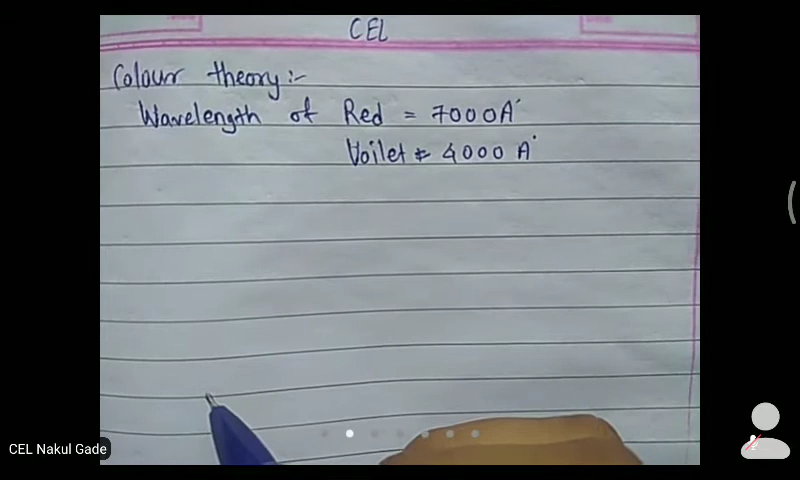 CEL
Colour theory:-
Wavelength of Red = 7000A°
Voilet = 4000 A°
CEL Nakul Gade